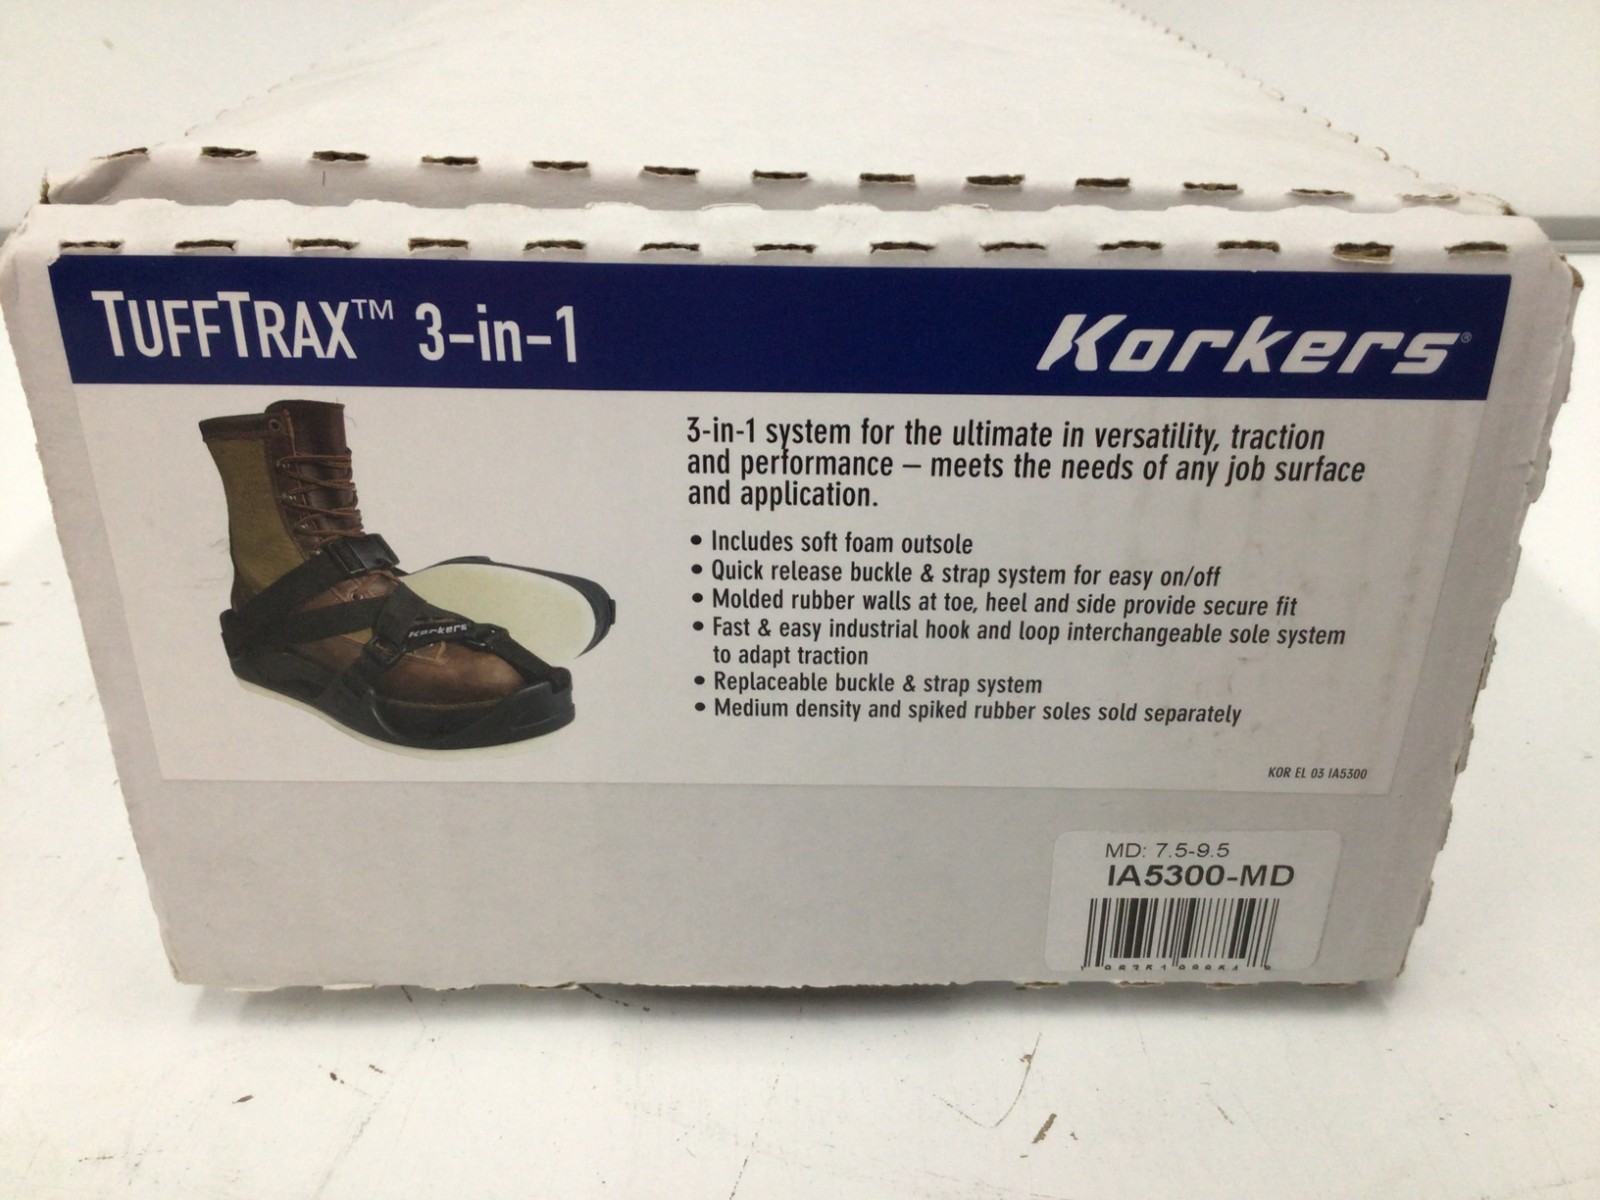 TUFFTRAX™ 3-in-1
Korkers®
3-in-1 system for the ultimate in versatility, traction
and performance – meets the needs of any job surface
and application.
• Includes soft foam outsole
• Quick release buckle & strap system for easy on/off
• Molded rubber walls at toe, heel and side provide secure fit
• Fast & easy industrial hook and loop interchangeable sole system
to adapt traction
• Replaceable buckle & strap system
• Medium density and spiked rubber soles sold separately
Korkers
KOR EL 03 IA5300
MD: 7.5-9.5
IA5300-MD